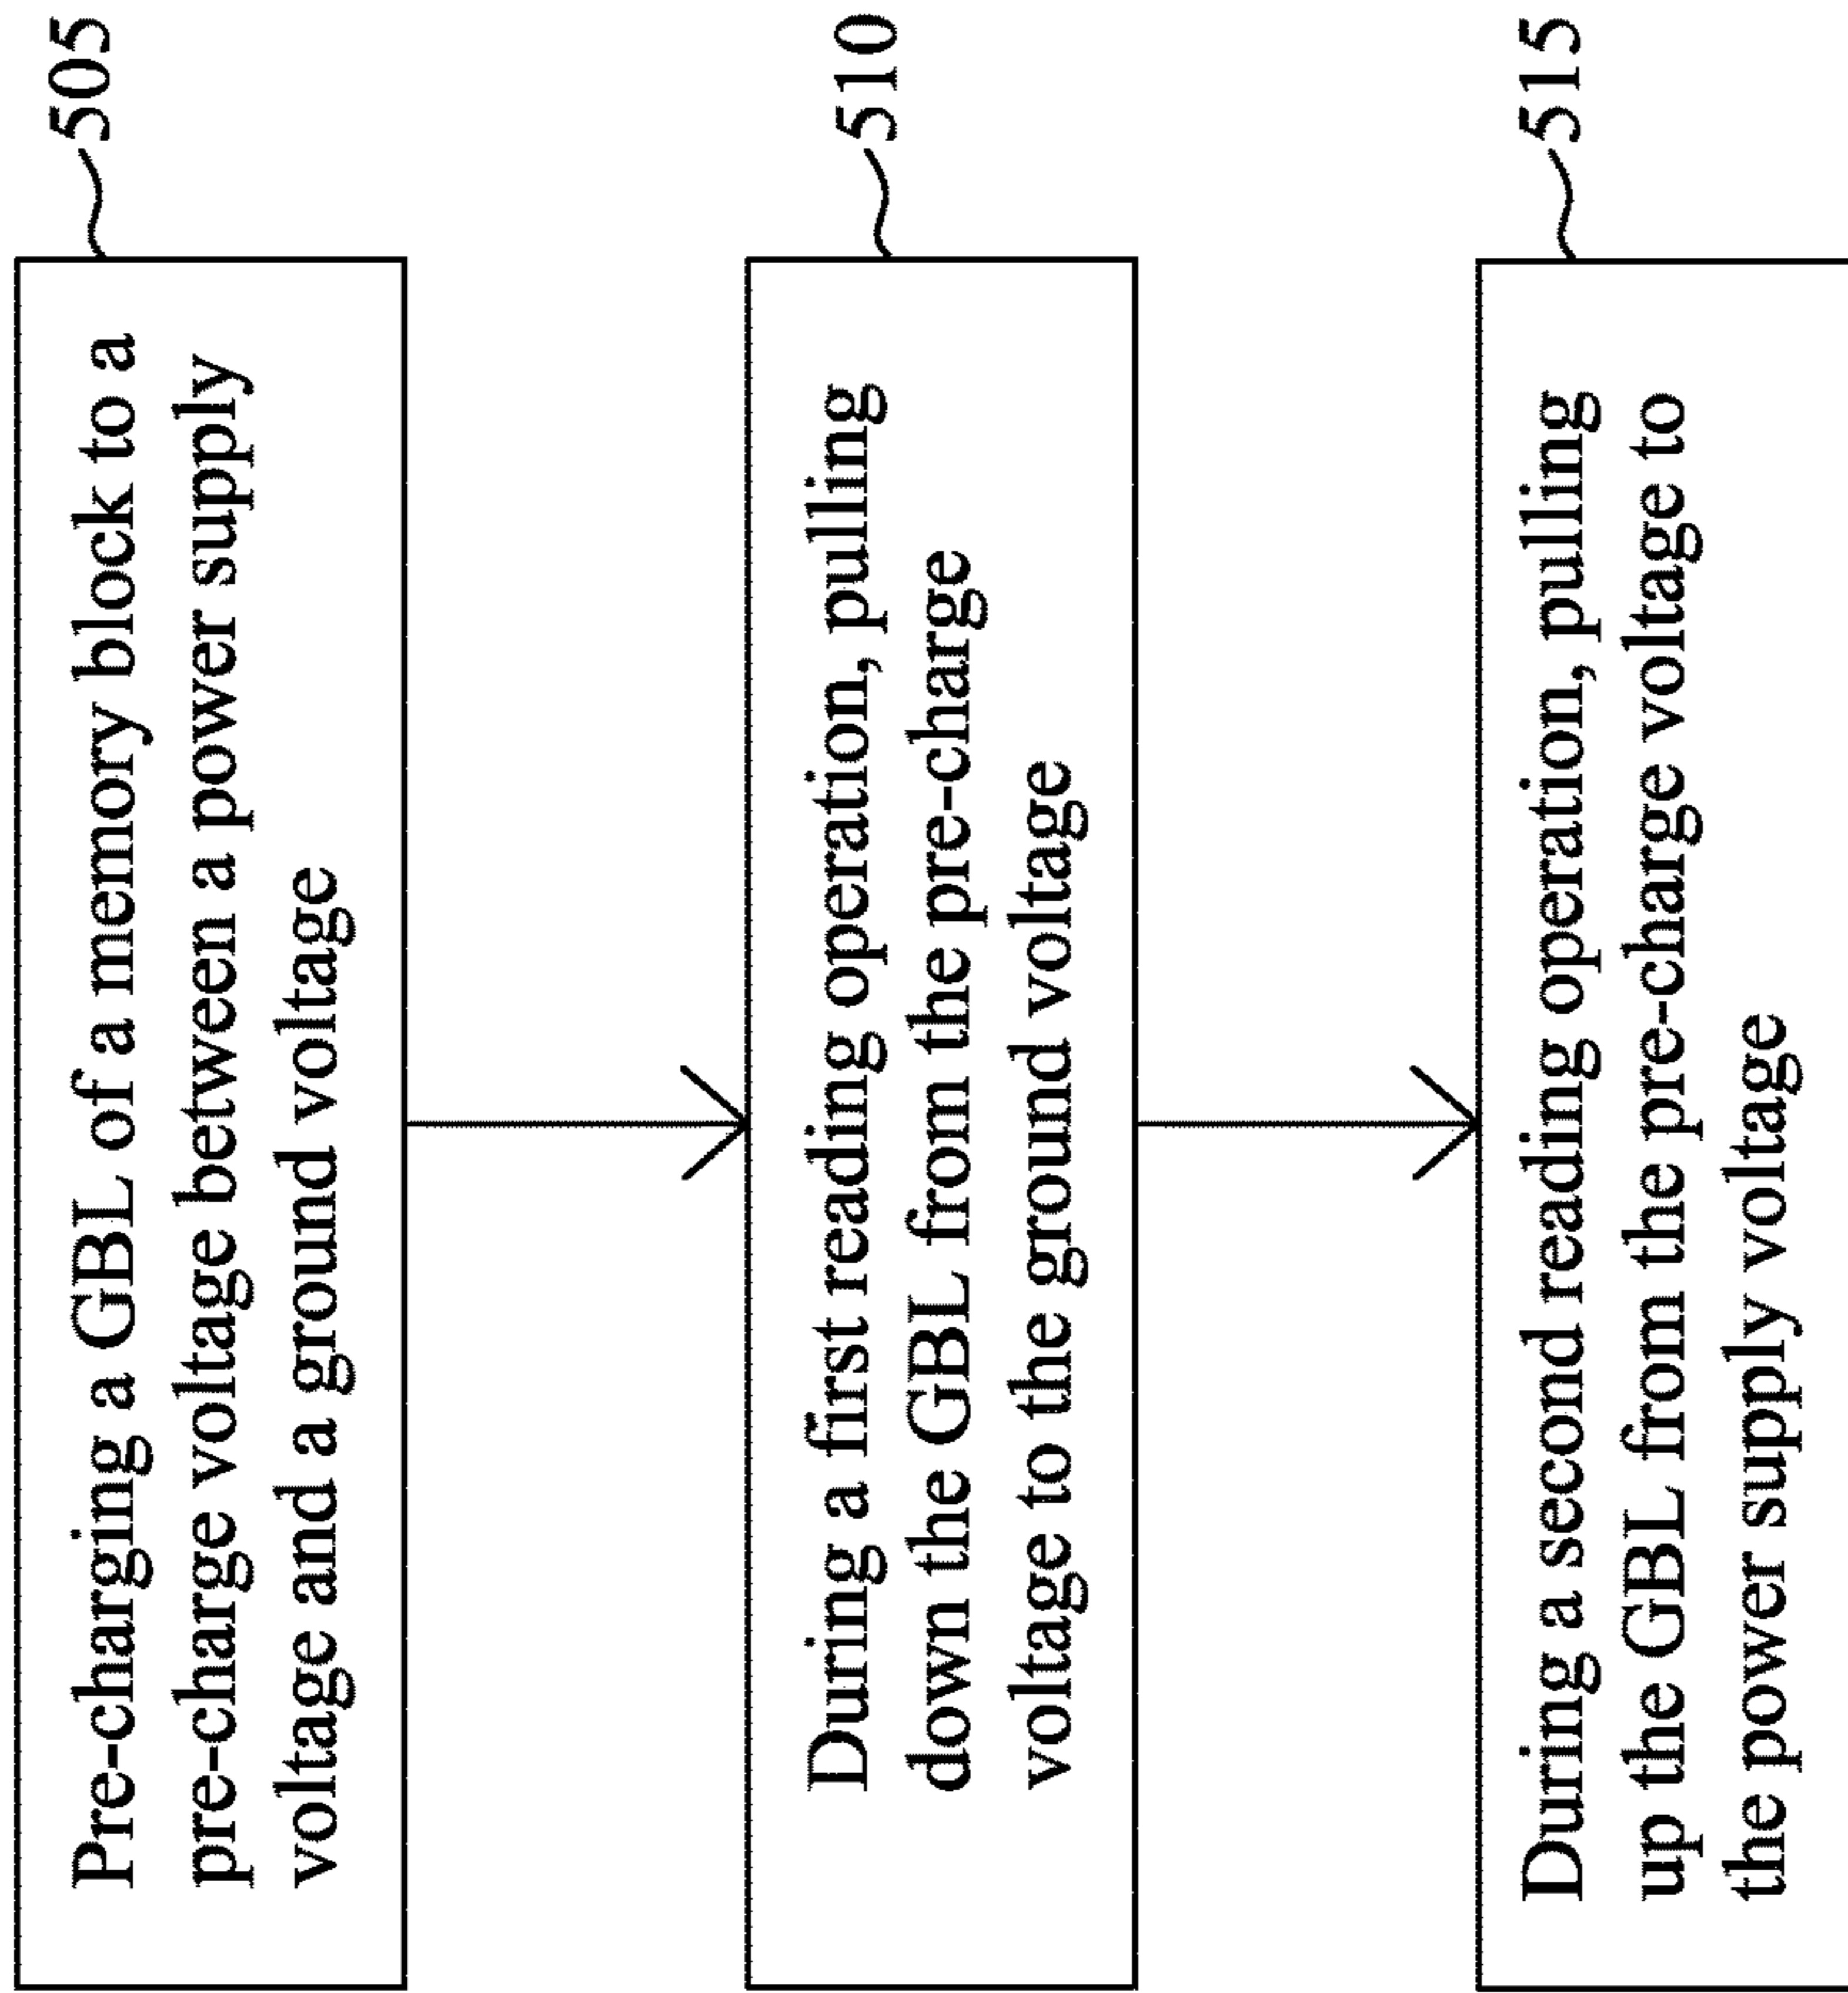 505
Pre-charging a GBL of a memory block to a
pre-charge voltage between a power supply
voltage and a ground voltage
510
During a first reading operation, pulling
down the GBL from the pre-charge
voltage to the ground voltage
515
During a second reading operation, pulling
up the GBL from the pre-charge voltage to
the power supply voltage